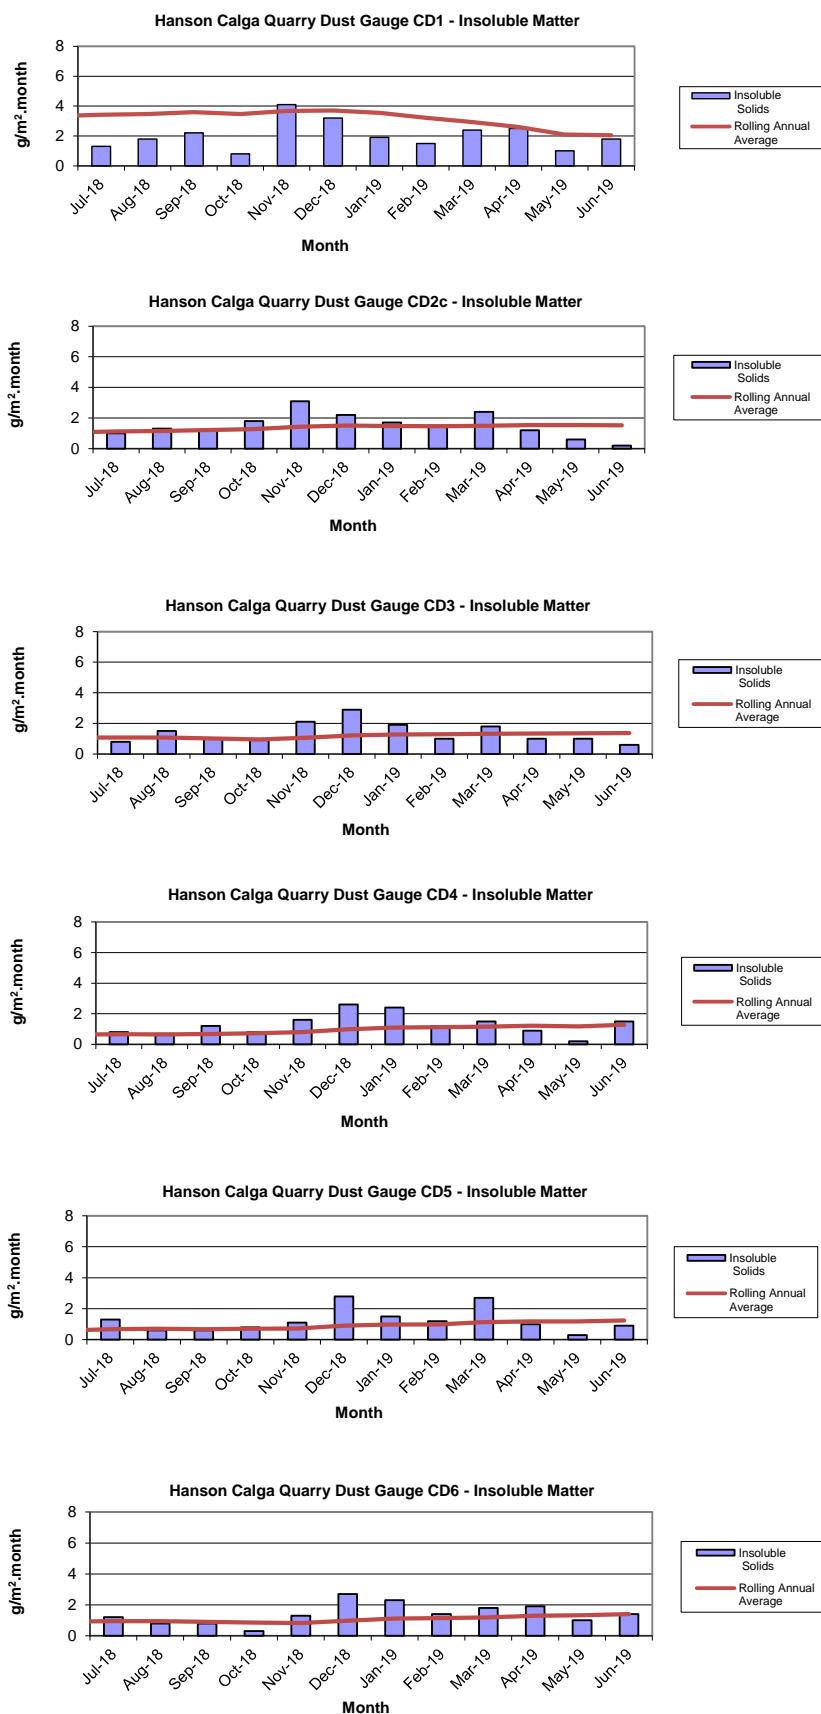 Hanson Calga Quarry Dust Gauge CD1 - Insoluble Matter
g/m².month
8
6
4
2
0
Jul-18 Aug-18 Sep-18 Oct-18 Nov-18 Dec-18 Jan-19 Feb-19 Mar-19 Apr-19 May-19 Jun-19
Month
Insoluble
Solids
Rolling Annual
Average
Hanson Calga Quarry Dust Gauge CD2c - Insoluble Matter
g/m².month
8
6
4
2
0
Jul-18 Aug-18 Sep-18 Oct-18 Nov-18 Dec-18 Jan-19 Feb-19 Mar-19 Apr-19 May-19 Jun-19
Month
Insoluble
Solids
Rolling Annual
Average
Hanson Calga Quarry Dust Gauge CD3 - Insoluble Matter
g/m².month
8
6
4
2
0
Jul-18 Aug-18 Sep-18 Oct-18 Nov-18 Dec-18 Jan-19 Feb-19 Mar-19 Apr-19 May-19 Jun-19
Month
Insoluble
Solids
Rolling Annual
Average
Hanson Calga Quarry Dust Gauge CD4 - Insoluble Matter
g/m².month
8
6
4
2
0
Jul-18 Aug-18 Sep-18 Oct-18 Nov-18 Dec-18 Jan-19 Feb-19 Mar-19 Apr-19 May-19 Jun-19
Month
Insoluble
Solids
Rolling Annual
Average
Hanson Calga Quarry Dust Gauge CD5 - Insoluble Matter
g/m².month
8
6
4
2
0
Jul-18 Aug-18 Sep-18 Oct-18 Nov-18 Dec-18 Jan-19 Feb-19 Mar-19 Apr-19 May-19 Jun-19
Month
Insoluble
Solids
Rolling Annual
Average
Hanson Calga Quarry Dust Gauge CD6 - Insoluble Matter
g/m².month
8
6
4
2
0
Jul-18 Aug-18 Sep-18 Oct-18 Nov-18 Dec-18 Jan-19 Feb-19 Mar-19 Apr-19 May-19 Jun-19
Month
Insoluble
Solids
Rolling Annual
Average